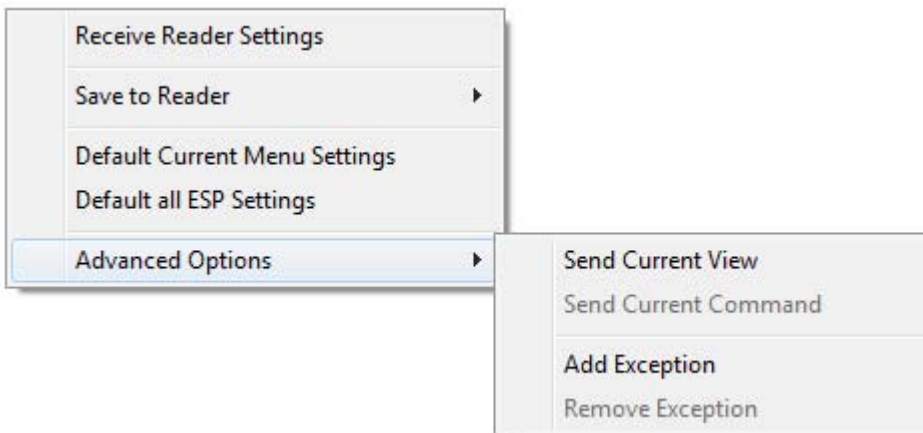 Receive Reader Settings
Save to Reader
Default Current Menu Settings
Default all ESP Settings
Advanced Options
Send Current View
Send Current Command
Add Exception
Remove Exception